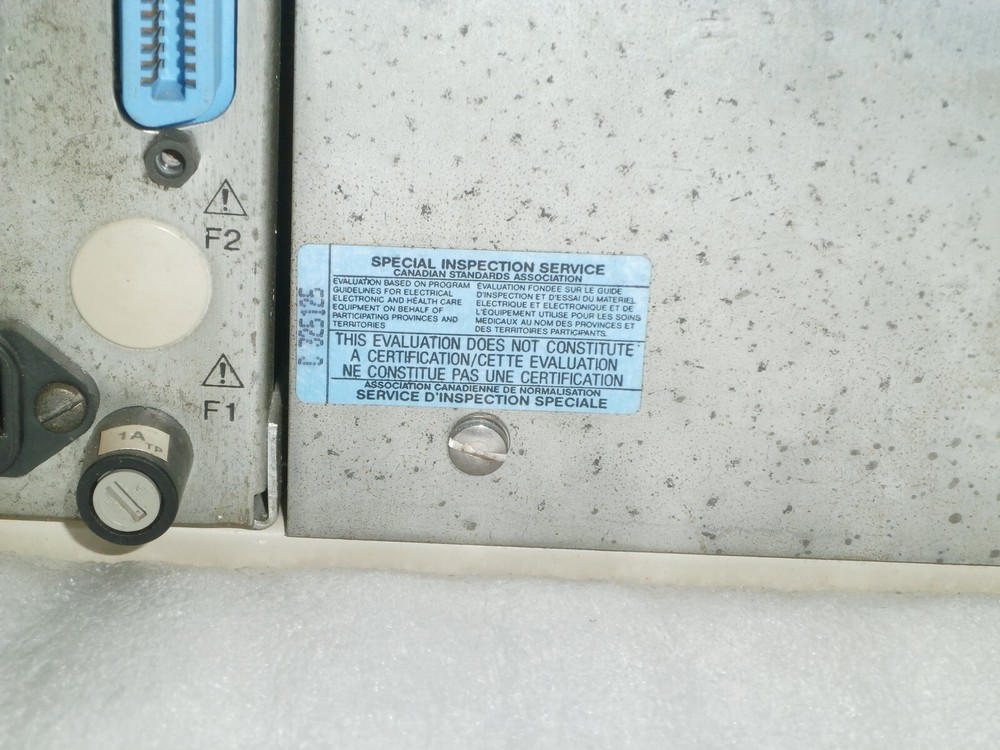 F2
F1
1A
TP
SPECIAL INSPECTION SERVICE
CANADIAN STANDARDS ASSOCIATION
EVALUATION BASED ON PROGRAM
GUIDELINES FOR ELECTRICAL
ELECTRONIC AND HEALTH CARE
EQUIPMENT ON BEHALF OF
PARTICIPATING PROVINCES AND
TERRITORIES
EVALUATION FONDEE SUR LE GUIDE
D'INSPECTION ET D'ESSAI DU MATERIEL
ELECTRIQUE ET ELECTRONIQUE ET DE
L'ÉQUIPEMENT UTILISE POUR LES SOINS
MEDICAUX AU NOM DES PROVINCES ET
DES TERRITOIRES PARTICIPANTS.
THIS EVALUATION DOES NOT CONSTITUTE
A CERTIFICATION/CETTE EVALUATION
NE CONSTITUE PAS UNE CERTIFICATION
ASSOCIATION CANADIENNE DE NORMALISATION
SERVICE D'INSPECTION SPECIALE